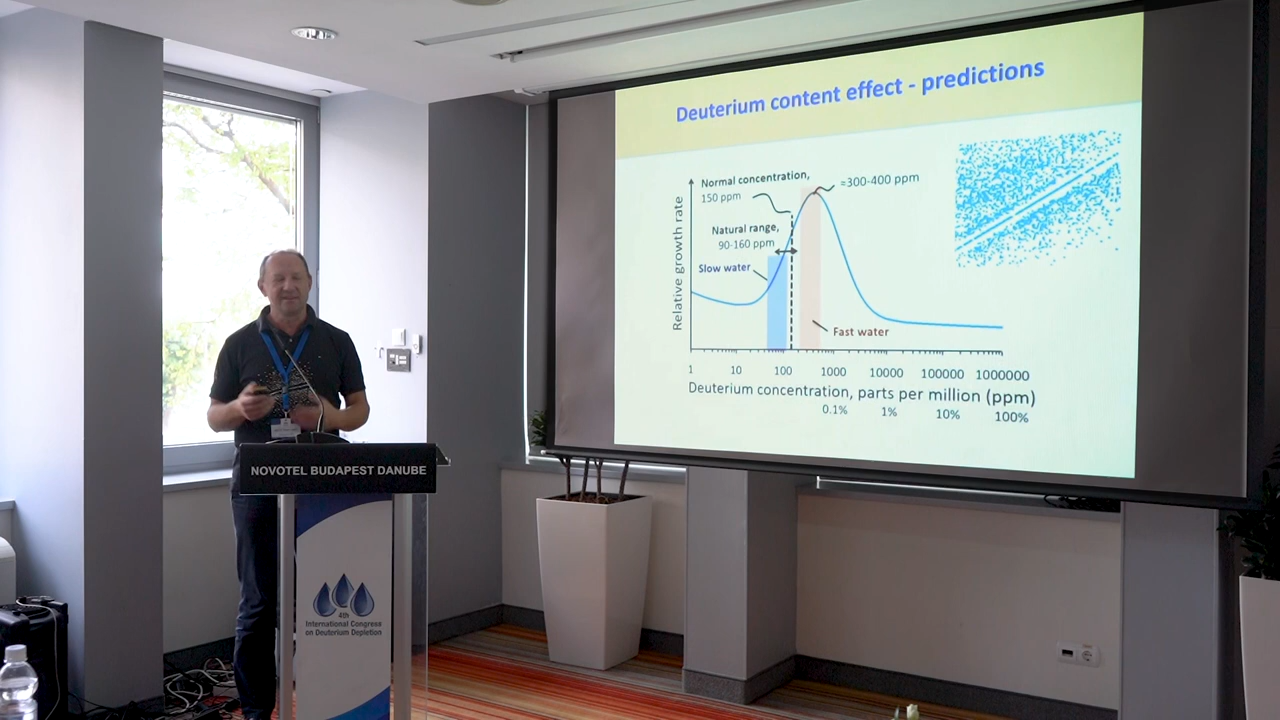 Deuterium content effect - predictions
Normal concentration,
150 ppm
≈300-400 ppm
Natural range,
90-160 ppm
Slow water
Fast water
Relative growth rate
1 10 100 1000 10000 100000 1000000
Deuterium concentration, parts per million (ppm)
0.1% 1% 10% 100%
NOVOTEL BUDAPEST DANUBE
4th
International Congress
on Deuterium Depletion